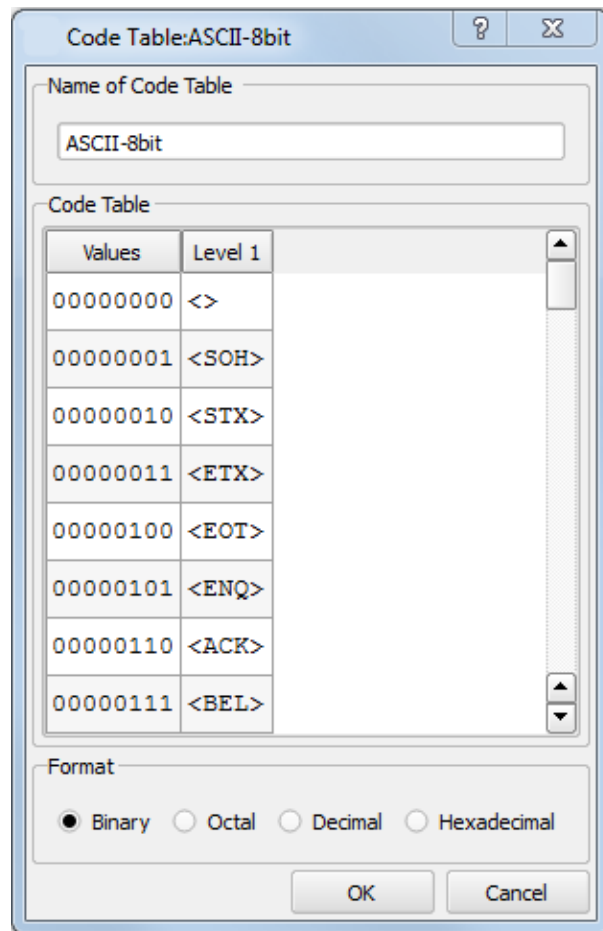 Code Table:ASCII-8bit ?
Name of Code Table
ASCII-8bit
Code Table
Values Level 1
00000000 <>
00000001 <SOH>
00000010 <STX>
00000011 <ETX>
00000100 <EOT>
00000101 <ENQ>
00000110 <ACK>
00000111 <BEL>
Format
Binary Octal Decimal Hexadecimal
OK Cancel